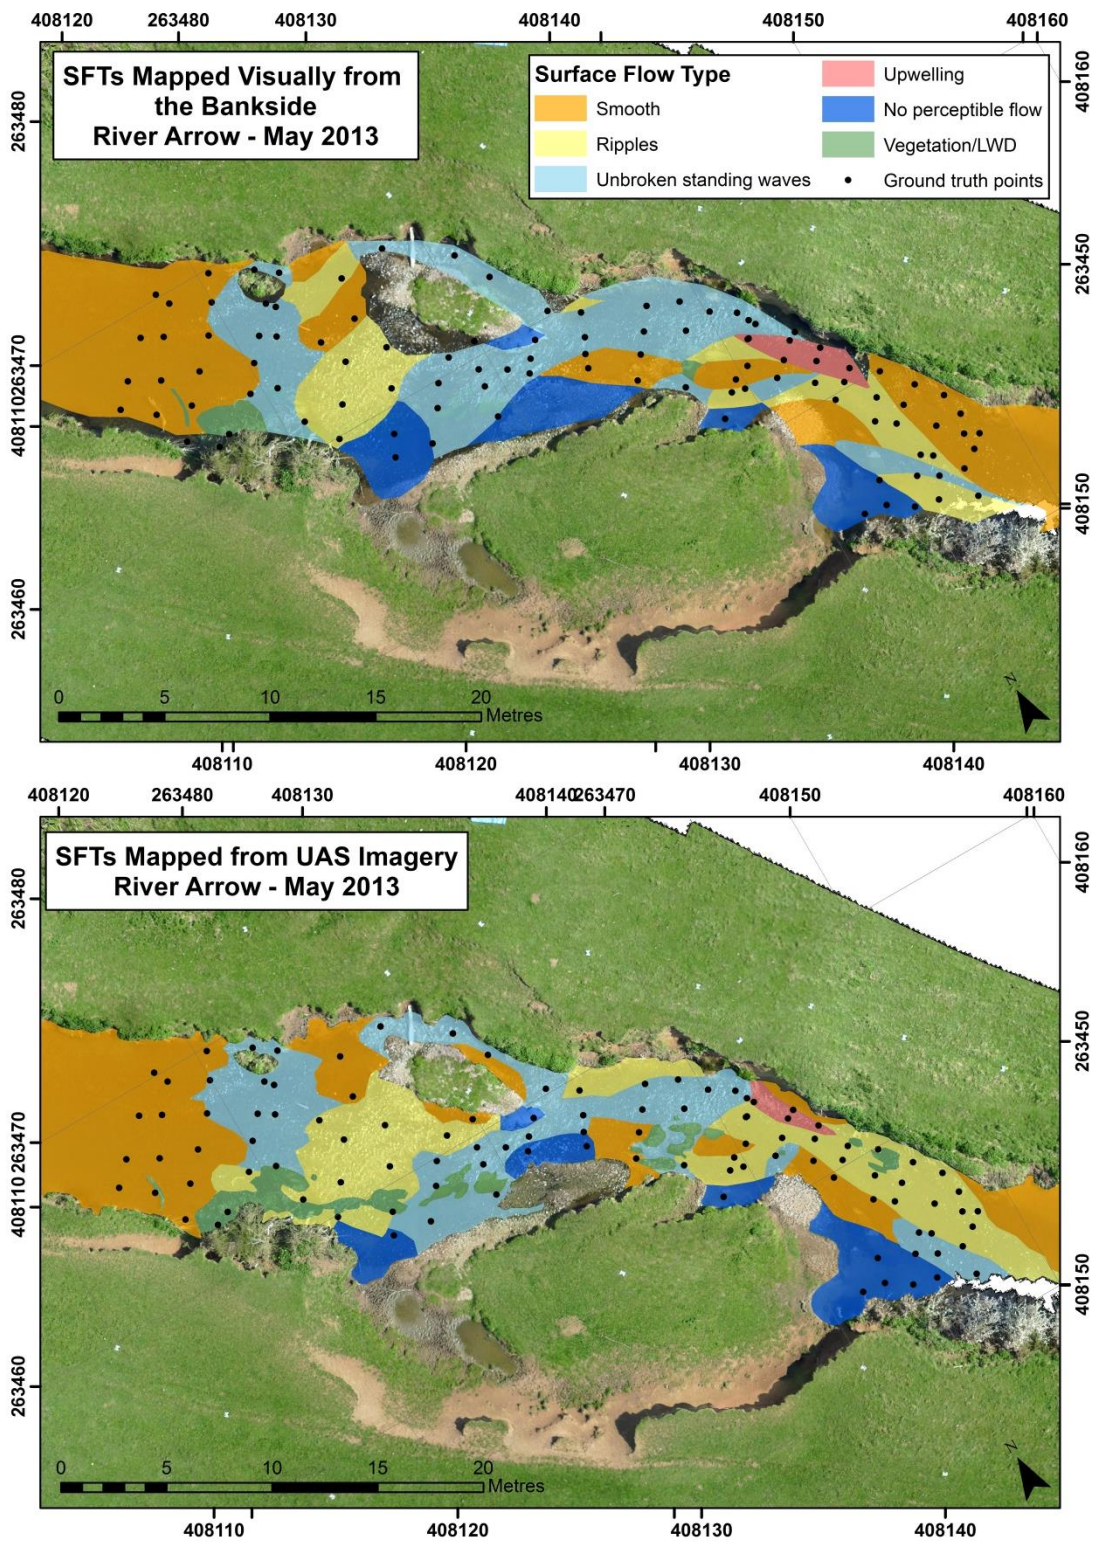 408120 263480 408130 408140 408150 408160
SFTs Mapped Visually from
the Bankside
River Arrow - May 2013
Surface Flow Type
Smooth
Ripples
Unbroken standing waves
Upwelling
No perceptible flow
Vegetation/LWD
Ground truth points
263480
408110263470
263460
408160
263450
408150
0 5 10 15 20
Metres
N
408110 408120 408130 408140
408120 263480 408130 408140263470 408150 408160
SFTs Mapped from UAS Imagery
River Arrow - May 2013
263480
408110 263470
263460
408160
263450
408150
0 5 10 15 20
Metres
N
408110 408120 408130 408140